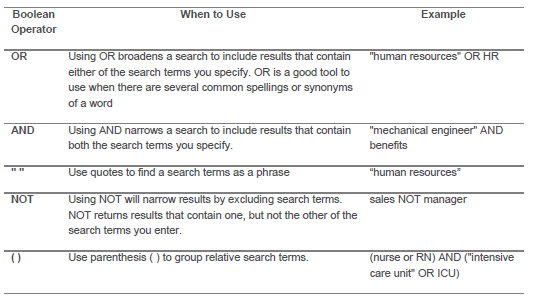 Boolean Operator When to Use Example
OR Using OR broadens a search to include results that contain "human resources" OR HR
either of the search terms you specify. OR is a good tool to
use when there are several common spellings or synonyms
of a word
AND Using AND narrows a search to include results that contain "mechanical engineer" AND
both the search terms you specify. benefits
" " Use quotes to find a search terms as a phrase “human resources”
NOT Using NOT will narrow results by excluding search terms. sales NOT manager
NOT returns results that contain one, but not the other of the
search terms you enter.
( ) Use parenthesis ( ) to group relative search terms. (nurse or RN) AND ("intensive
care unit" OR ICU)